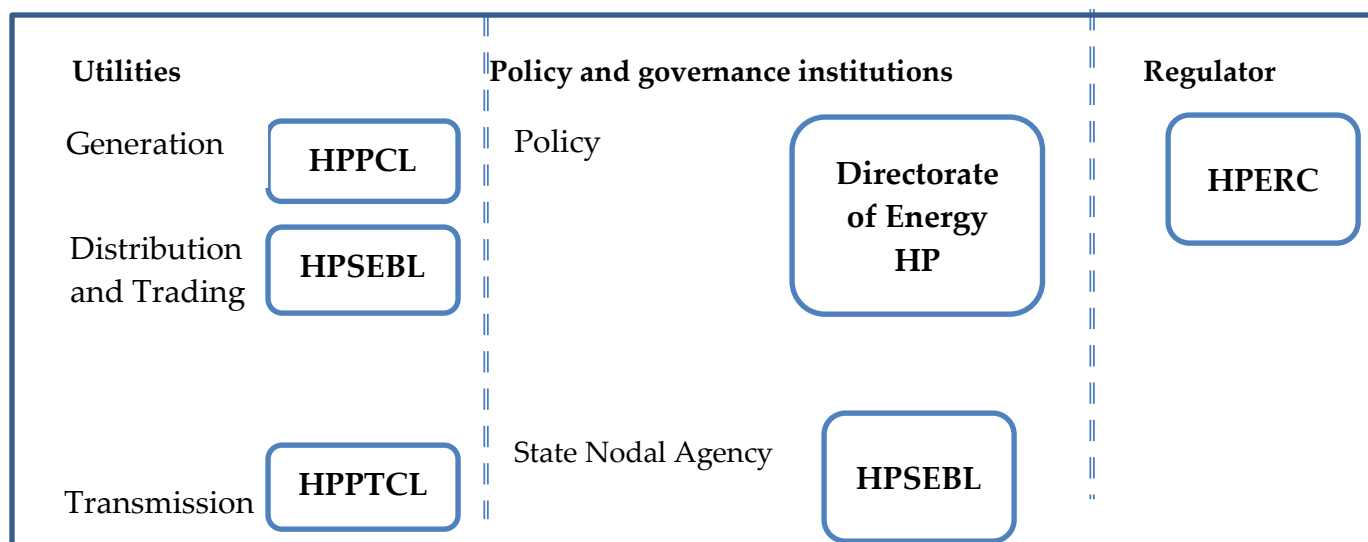 Utilities
Policy and governance institutions
Regulator
Generation
HPPCL
Policy
Directorate
of Energy
HP
HPERC
Distribution
and Trading
HPSEBL
State Nodal Agency
HPSEBL
Transmission
HPPTCL